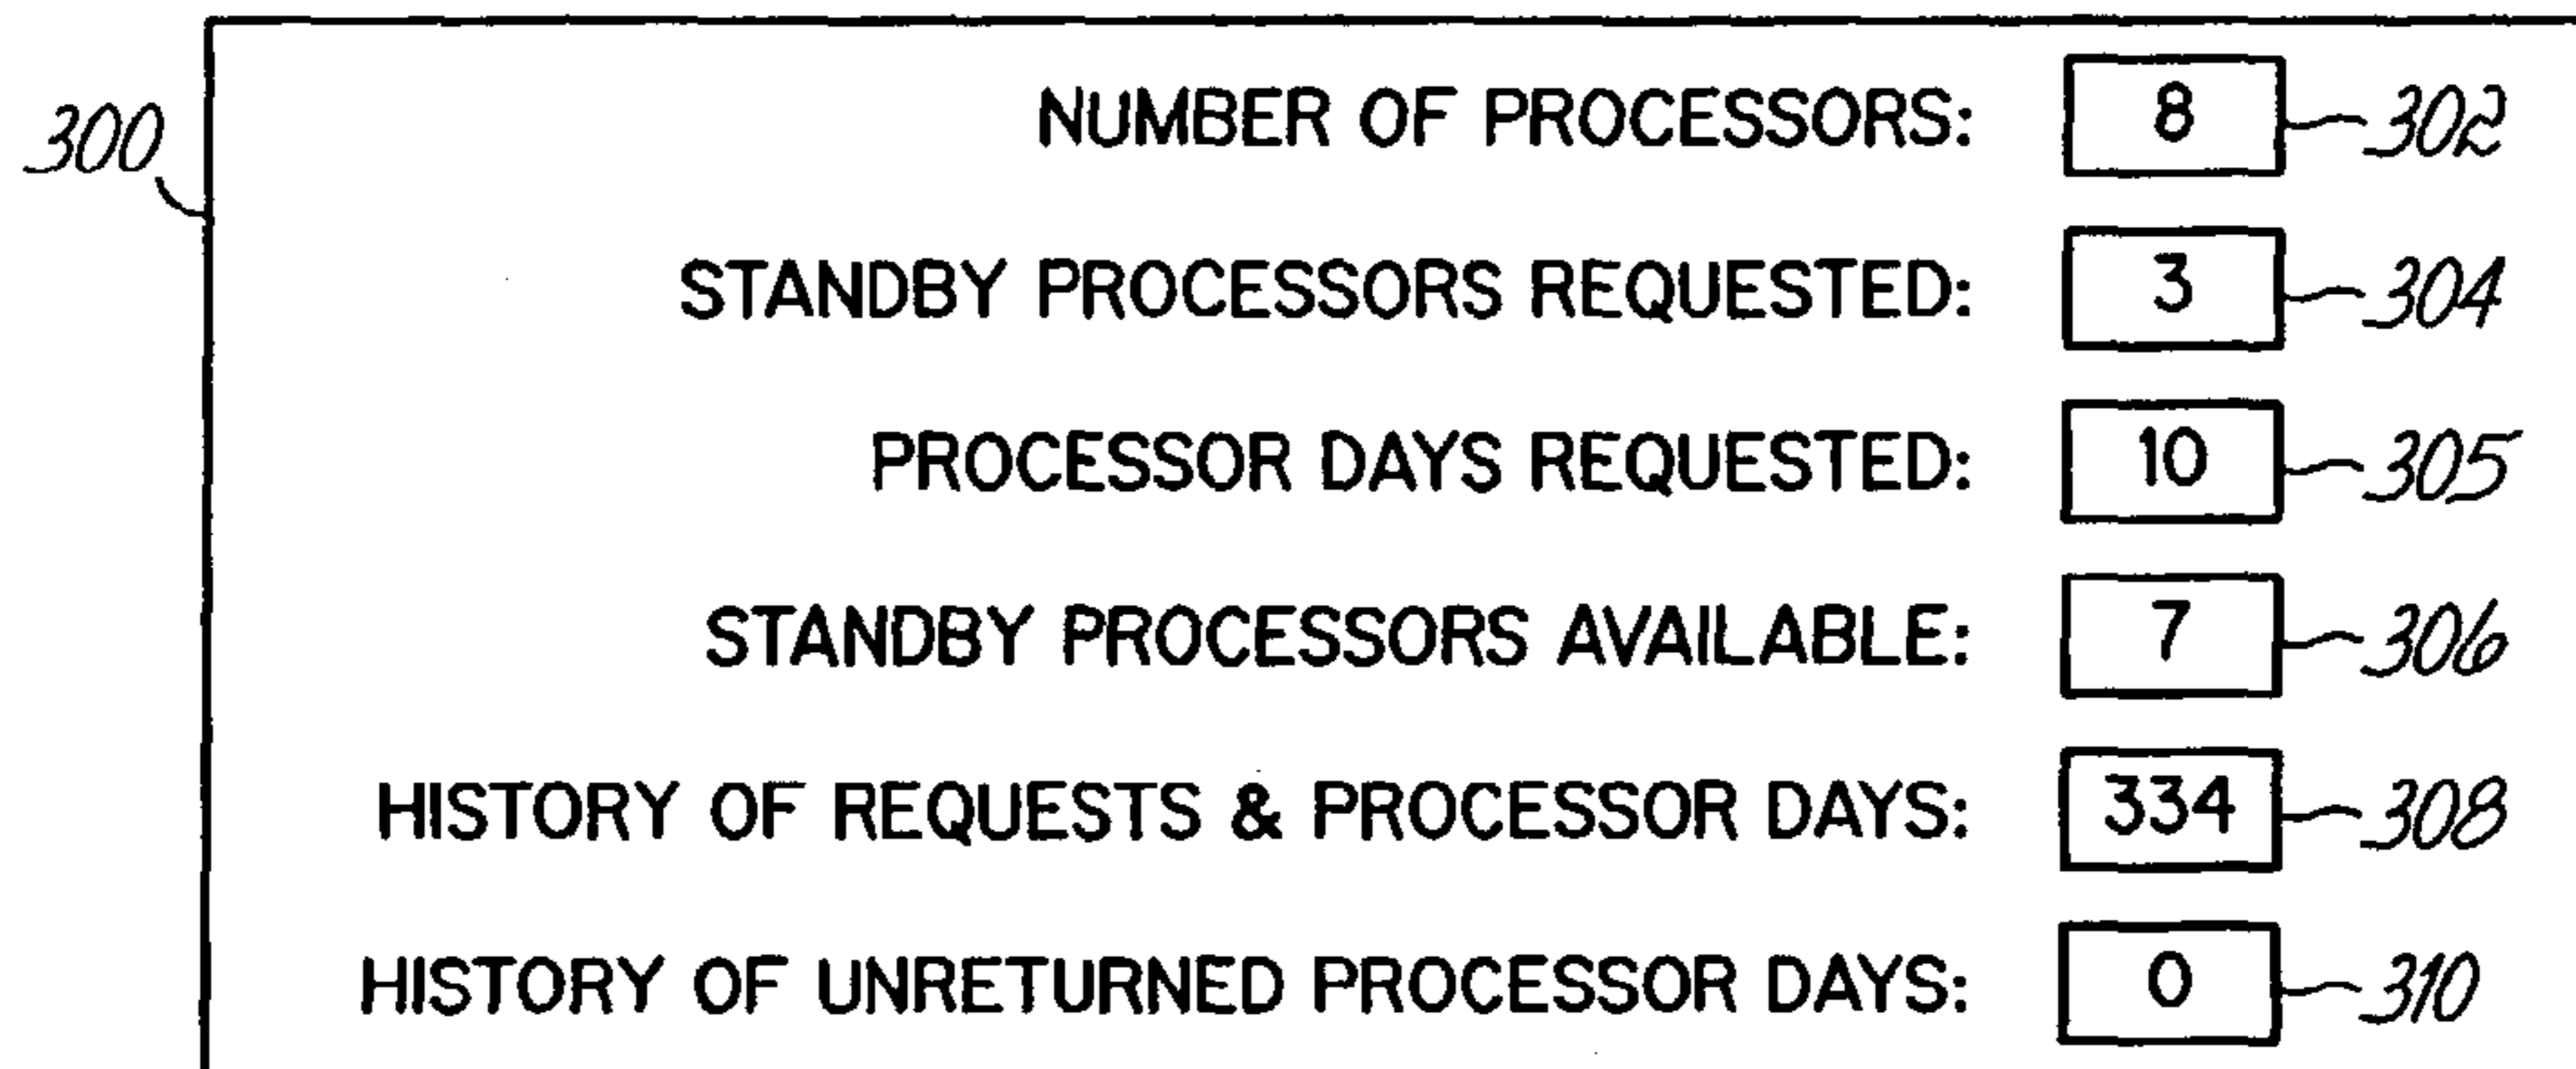 NUMBER OF PROCESSORS: 8 302
300
STANDBY PROCESSORS REQUESTED: 3 304
PROCESSOR DAYS REQUESTED: 10 305
STANDBY PROCESSORS AVAILABLE: 7 306
HISTORY OF REQUESTS & PROCESSOR DAYS: 334 308
HISTORY OF UNRETURNED PROCESSOR DAYS: 0 310